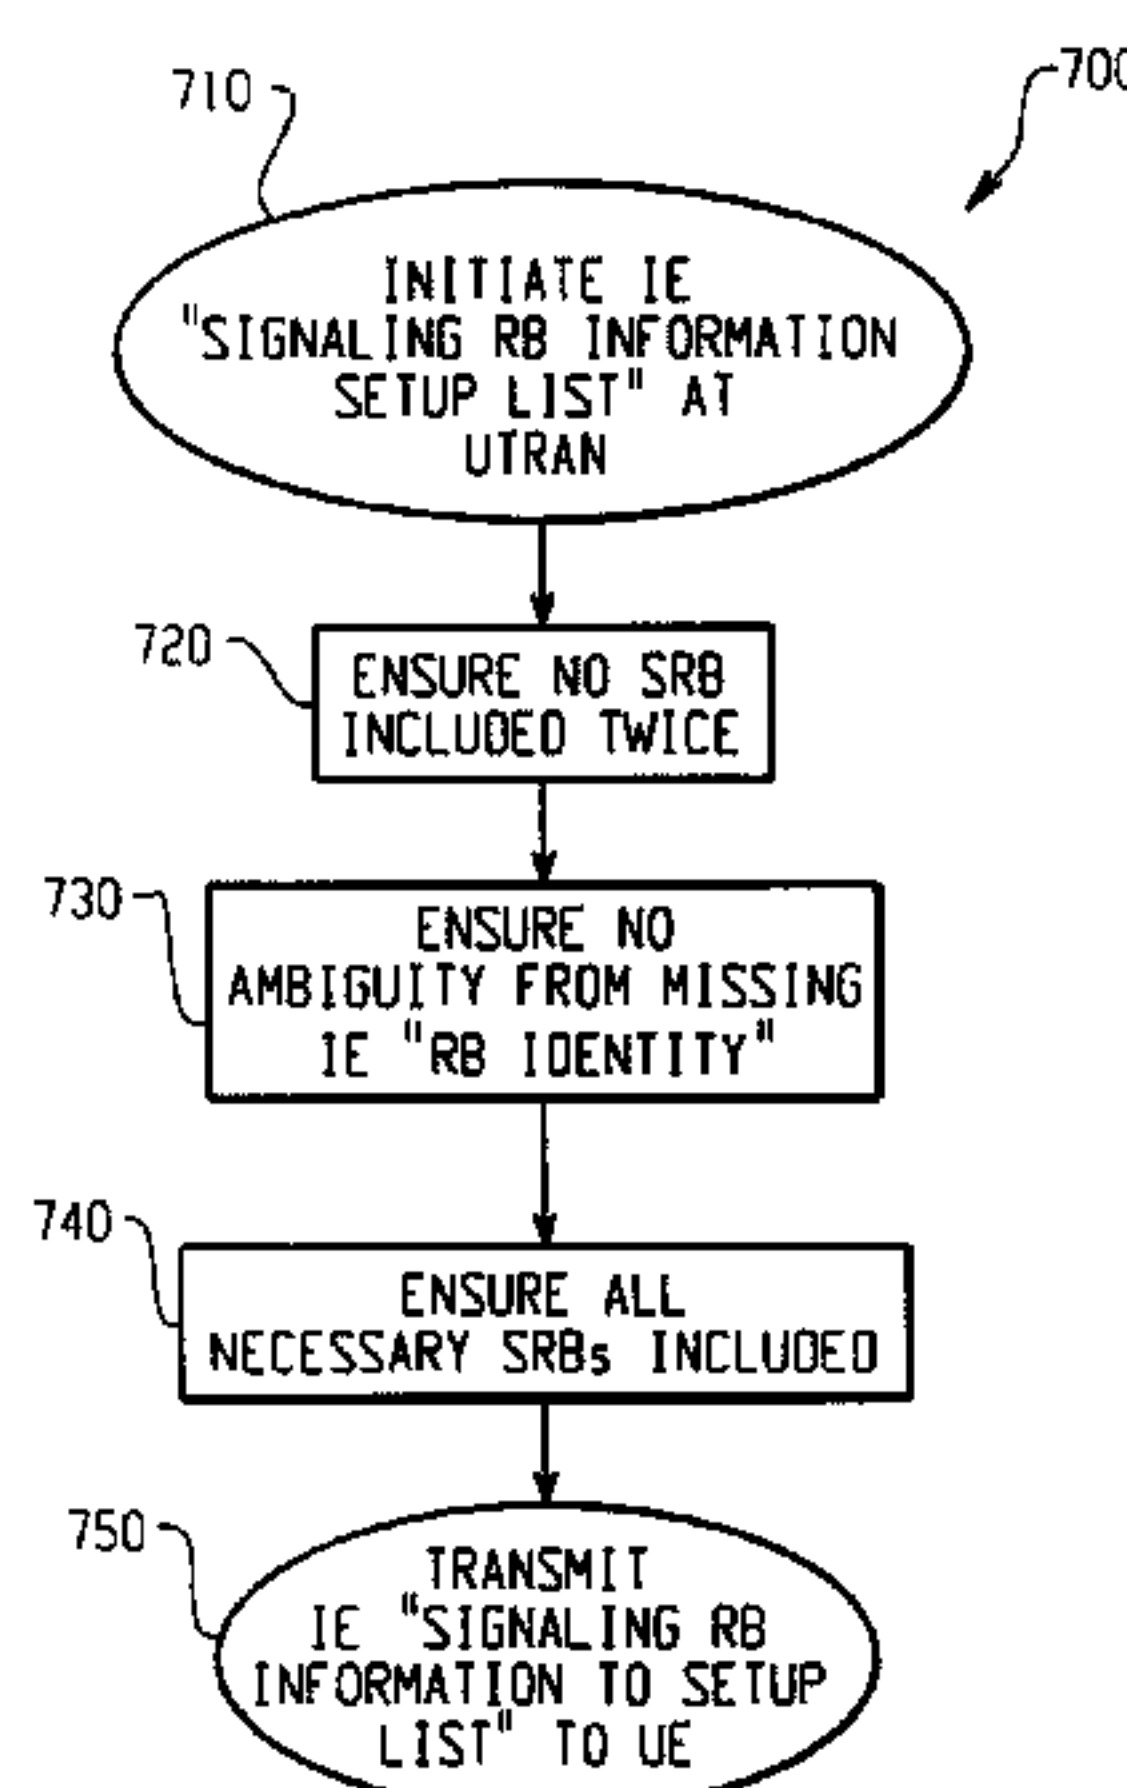 700
710
INITIATE IE
"SIGNALING RB INFORMATION
SETUP LIST" AT
UTRAN
720
ENSURE NO SRB
INCLUDED TWICE
730
ENSURE NO
AMBIGUITY FROM MISSING
IE "RB IDENTITY"
740
ENSURE ALL
NECESSARY SRBs INCLUDED
750
TRANSMIT
IE "SIGNALING RB
INFORMATION TO SETUP
LIST" TO UE